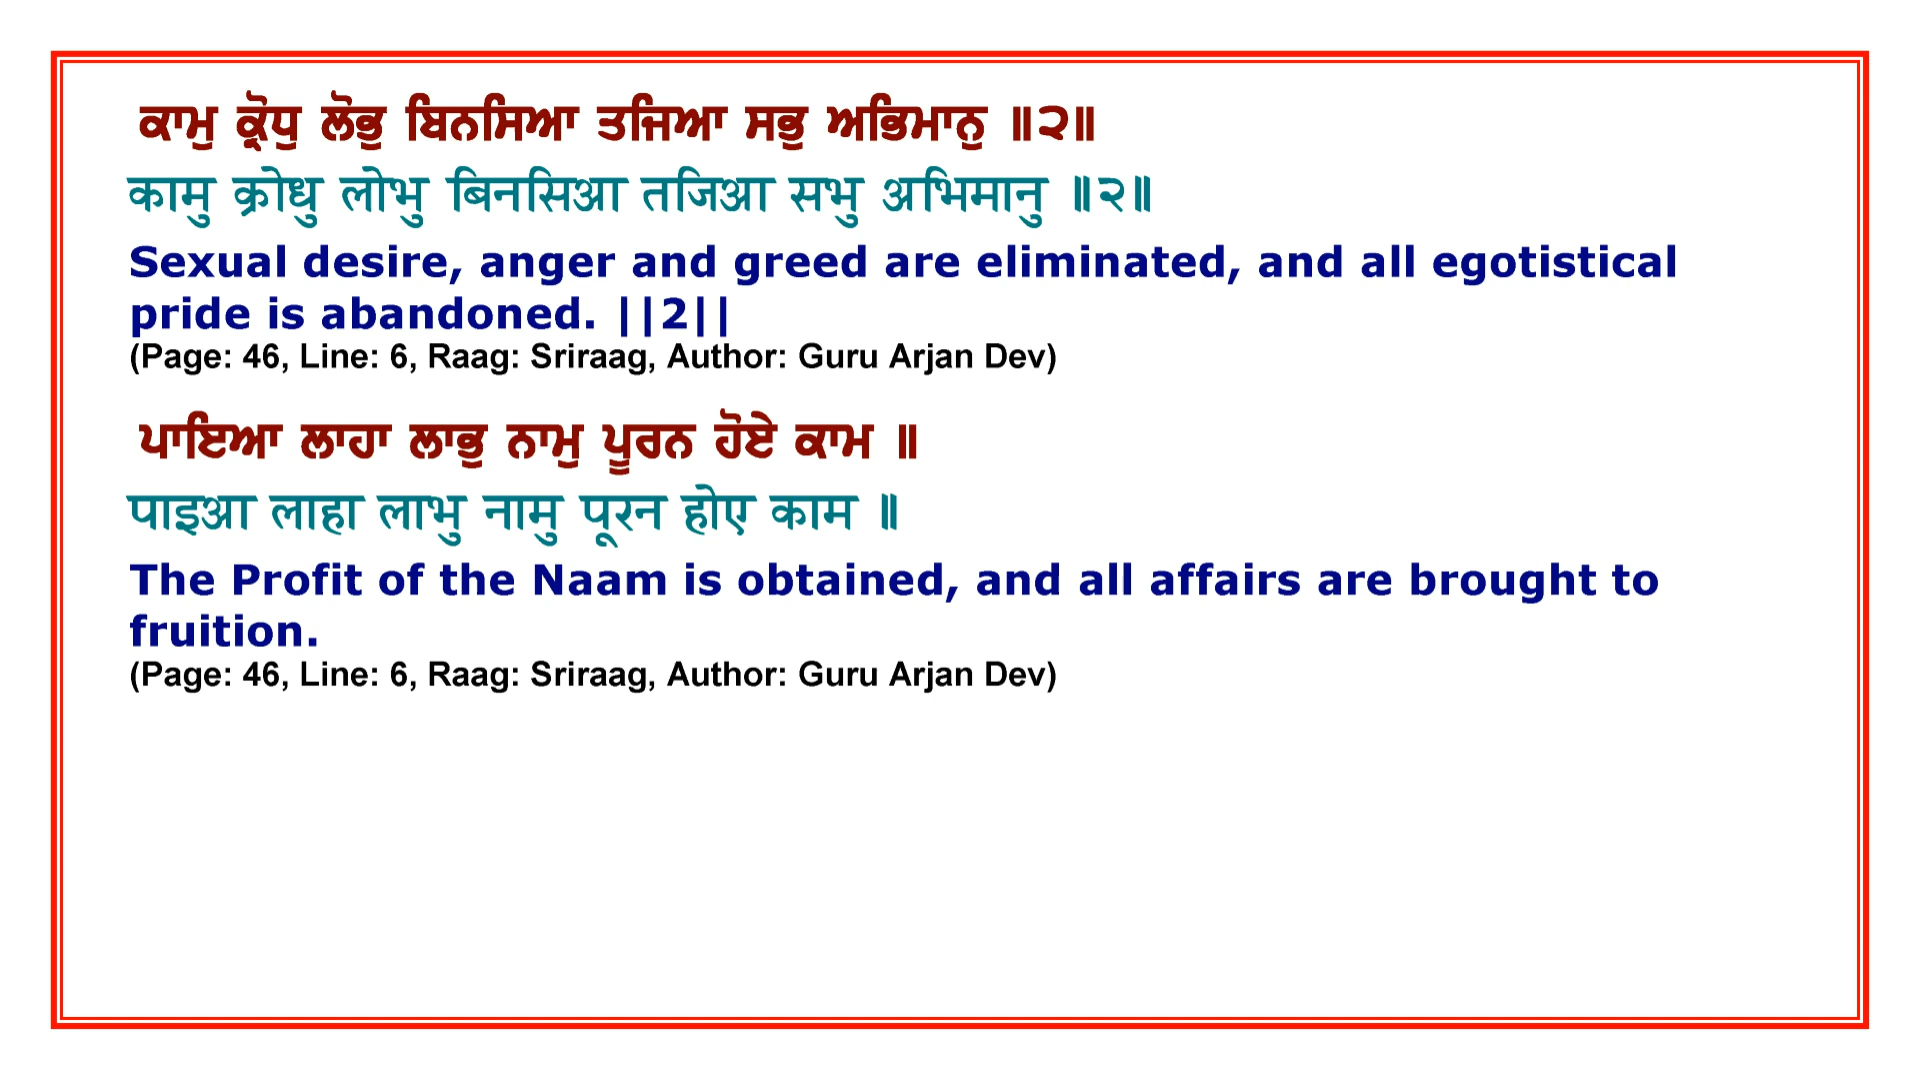 ਕਾਮੁ ਕ੍ਰੋਧੁ ਲੋਭੁ ਬਿਨਸਿਆ ਤਜਿਆ ਸਭੁ ਅਭਿਮਾਨੁ ॥੨॥
कामु क्रोधु लोभु बिनसिआ तजिआ सभु अभिमानु ॥२॥
Sexual desire, anger and greed are eliminated, and all egotistical
pride is abandoned. ||2||
(Page: 46, Line: 6, Raag: Sriraag, Author: Guru Arjan Dev)
ਪਾਇਆ ਲਾਹਾ ਲਾਭੁ ਨਾਮੁ ਪੂਰਨ ਹੋਏ ਕਾਮ ॥
पाइआ लाहा लाभु नामु पूरन होए काम ॥
The Profit of the Naam is obtained, and all affairs are brought to
fruition.
(Page: 46, Line: 6, Raag: Sriraag, Author: Guru Arjan Dev)